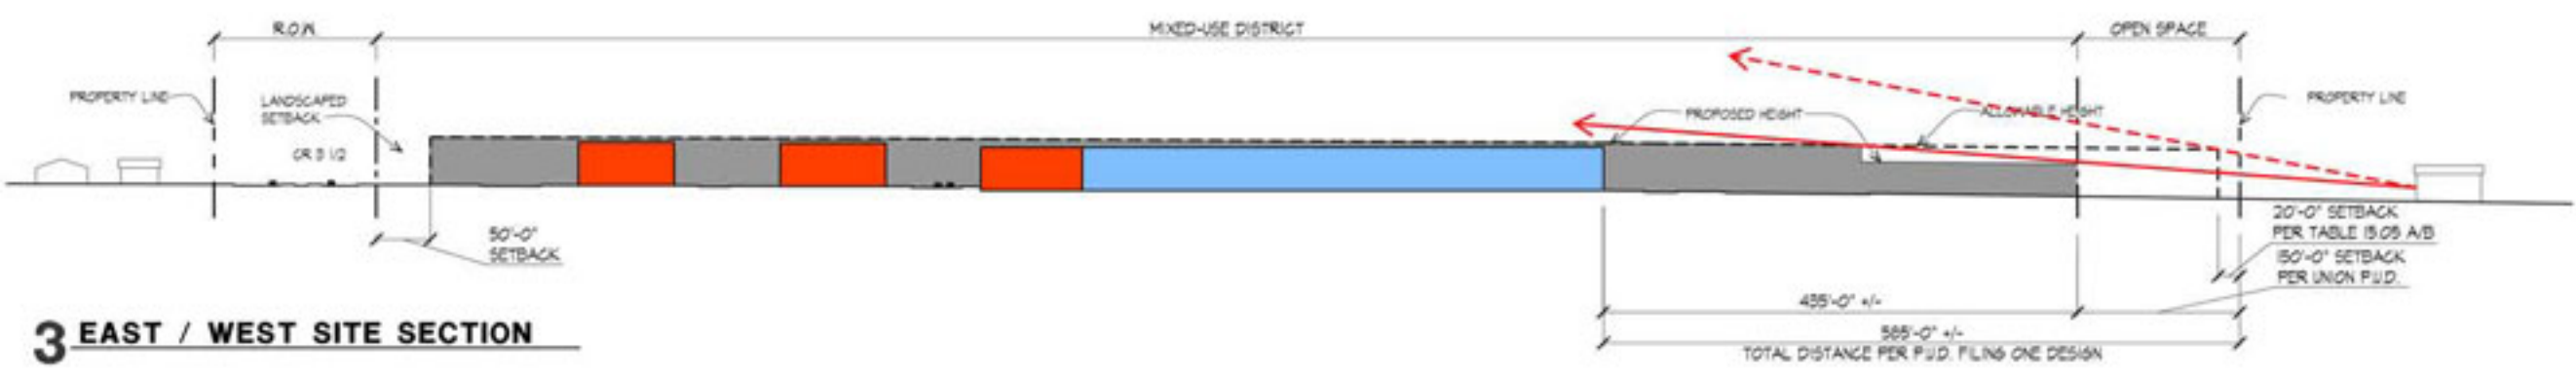 R.O.W.
MIXED-USE DISTRICT
OPEN SPACE
PROPERTY LINE
LANDSCAPED
SETBACK
PROPOSED HEIGHT
ALLOWABLE HEIGHT
PROPERTY LINE
CR 3 1/2
50'-0"
SETBACK
20'-0" SETBACK
PER TABLE 15.05 A/B
150'-0" SETBACK
PER UNION P.U.D.
435'-0" +/-
585'-0" +/-
TOTAL DISTANCE PER P.U.D. FILING ONE DESIGN
3 EAST / WEST SITE SECTION